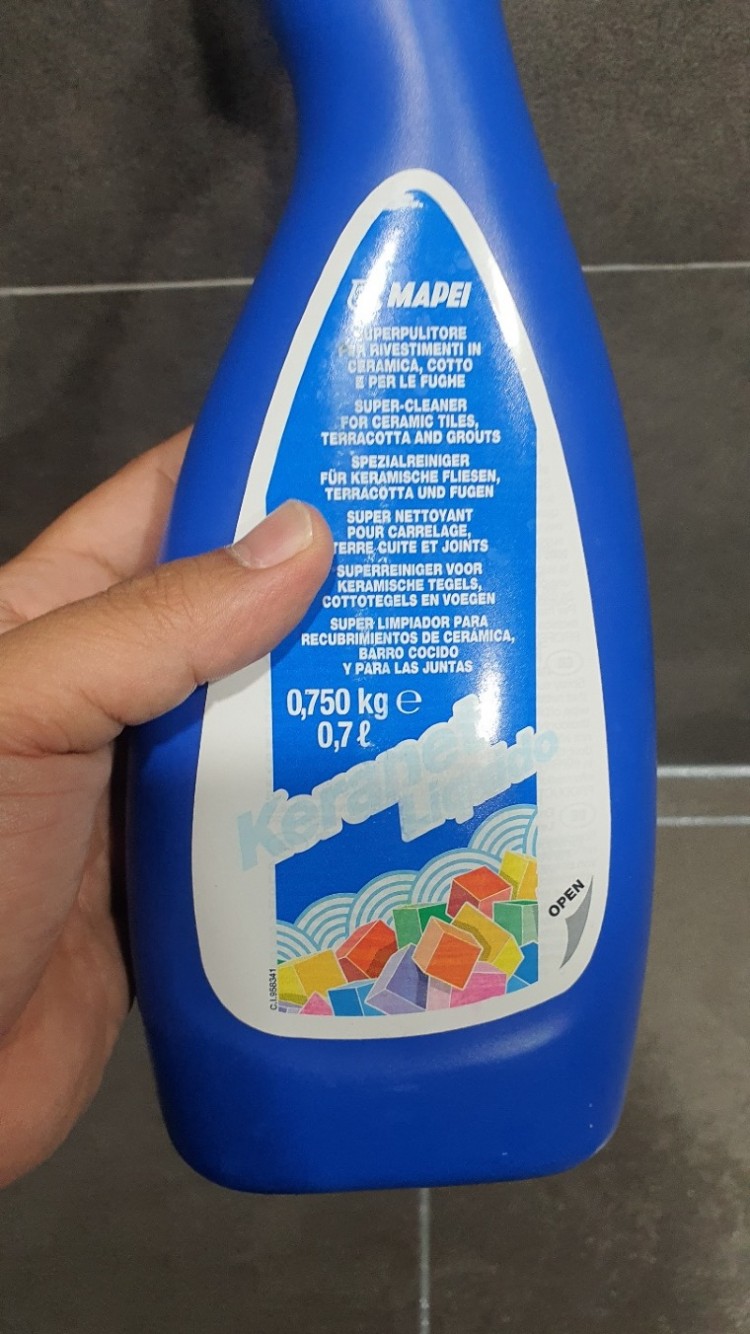 MAPEI
SUPERPULITORE
PER RIVESTIMENTI IN
CERAMICA, COTTO
E PER LE FUGHE
SUPER-CLEANER
FOR CERAMIC TILES,
TERRACOTTA AND GROUTS
SPEZIALREINIGER
FÜR KERAMISCHE FLIESEN,
TERRACOTTA UND FUGEN
SUPER NETTOYANT
POUR CARRELAGE,
TERRE CUITE ET JOINTS
SUPERREINIGER VOOR
KERAMISCHE TEGELS,
COTTOTEGELS EN VOEGEN
SUPER LIMPIADOR PARA
RECUBRIMIENTOS DE CERÁMICA,
BARRO COCIDO
Y PARA LAS JUNTAS
0,750 kg e
0,7 ℓ
Keranet
Liquido
OPEN
C.I.958341